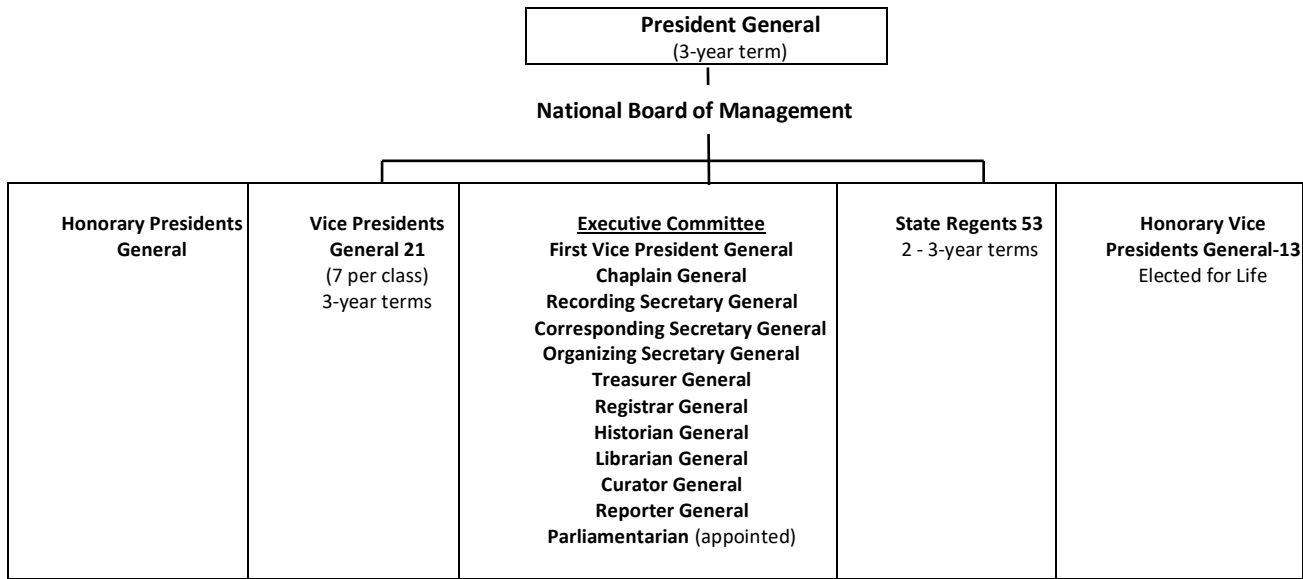 President General
(3-year term)
National Board of Management
Honorary Presidents
General
Vice Presidents
General 21
(7 per class)
3-year terms
Executive Committee
First Vice President General
Chaplain General
Recording Secretary General
Corresponding Secretary General
Organizing Secretary General
Treasurer General
Registrar General
Historian General
Librarian General
Curator General
Reporter General
Parliamentarian (appointed)
State Regents 53
2 - 3-year terms
Honorary Vice
Presidents General-13
Elected for Life